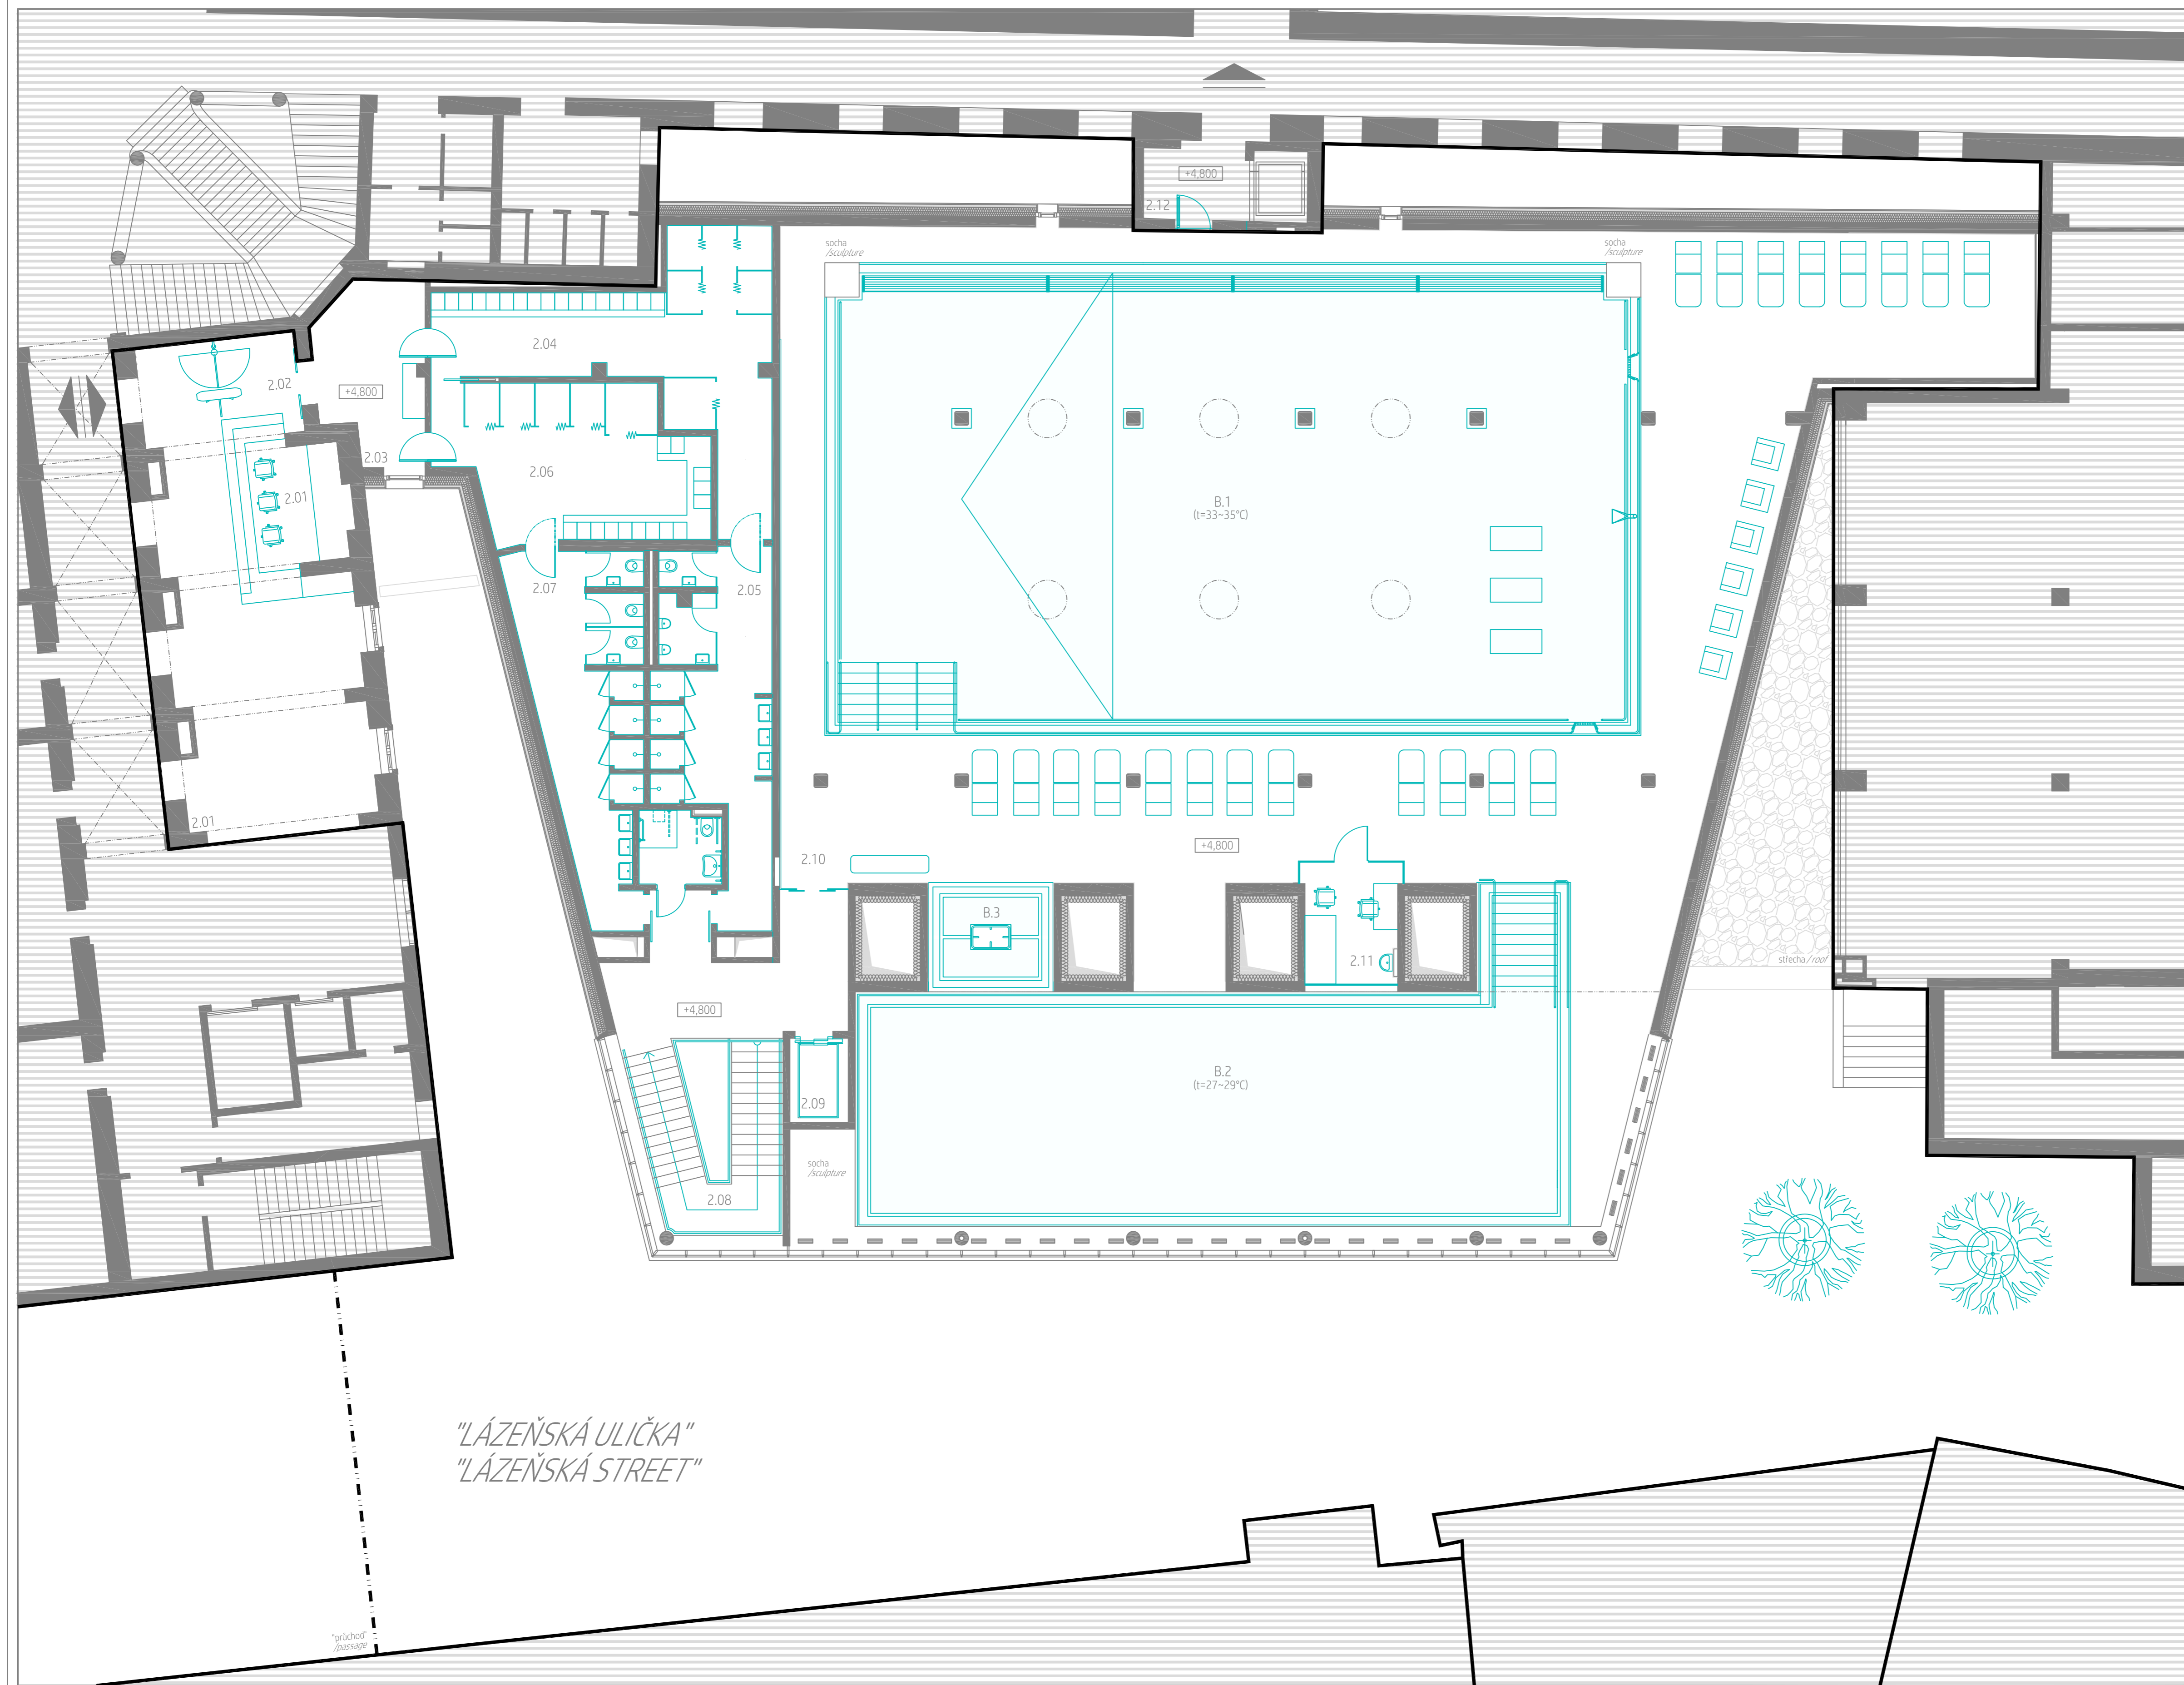 +4,800
2.12
socha
/sculpture
socha
/sculpture
2.04
2.02
+4,800
2.03
2.06
2.01
B.1
(t=33~35°C)
2.07
2.05
2.01
+4,800
2.10
B.3
2.11
střecha /roof
+4,800
B.2
(t=27~29°C)
2.09
socha
/sculpture
2.08
"LÁZEŇSKÁ ULIČKA"
"LÁZEŇSKÁ STREET"
"průchod"
/passage